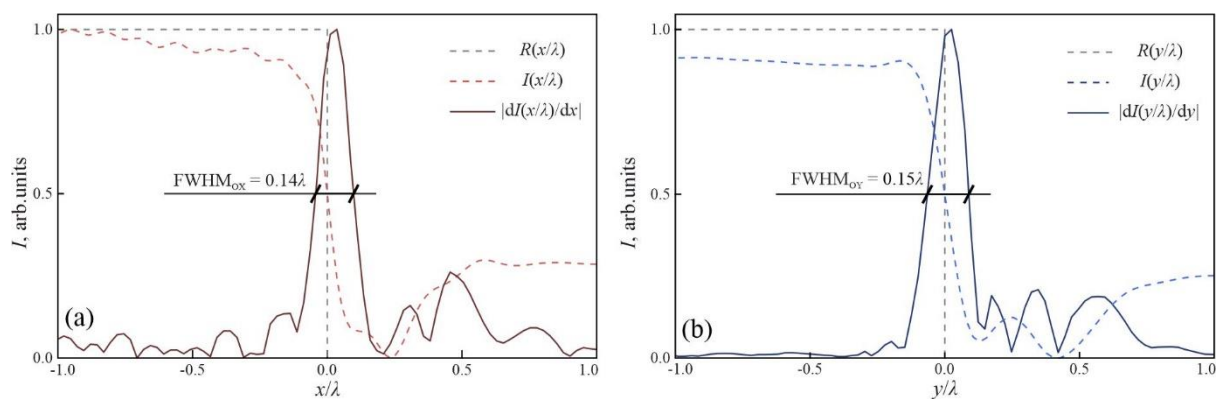 1.0
0.5
0.0
I, arb.units
R(x/λ)
I(x/λ)
|dI(x/λ)/dx|
FWHM_OX = 0.14λ
(a)
-1.0
-0.5
0.0
0.5
1.0
x/λ
1.0
0.5
0.0
I, arb.units
R(y/λ)
I(y/λ)
|dI(y/λ)/dy|
FWHM_OY = 0.15λ
(b)
-1.0
-0.5
0.0
0.5
1.0
y/λ